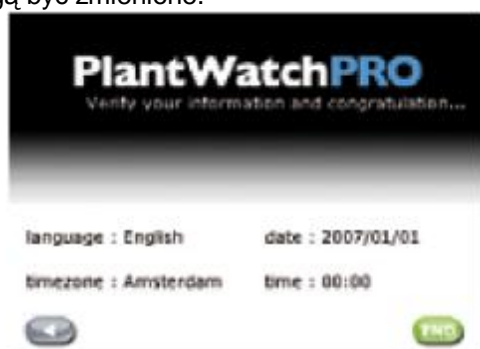 być zmienione.
PlantWatchPRO
Verify your information and congratulation...
language : English date : 2007/01/01
timezone : Amsterdam time : 00:00
END